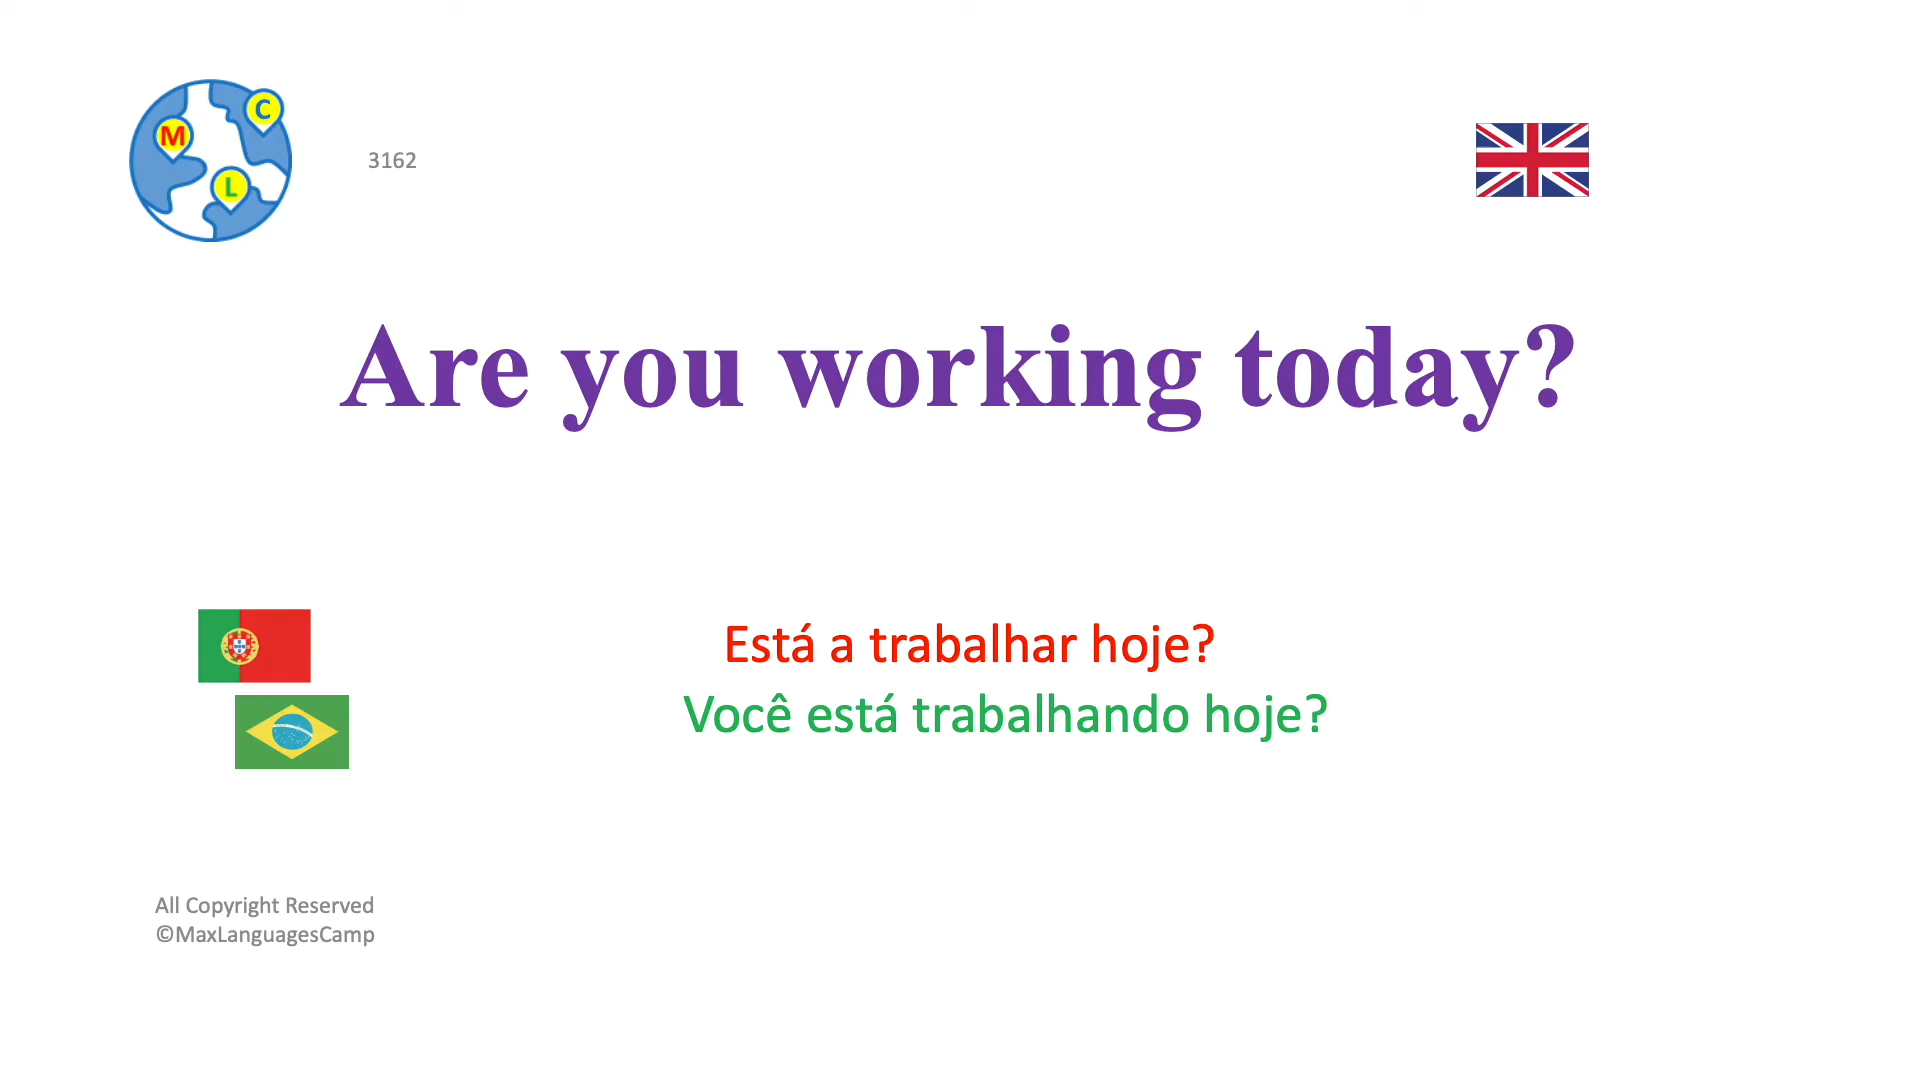 M
C
L
3162
Are you working today?
Está a trabalhar hoje?
Você está trabalhando hoje?
All Copyright Reserved
©MaxLanguagesCamp